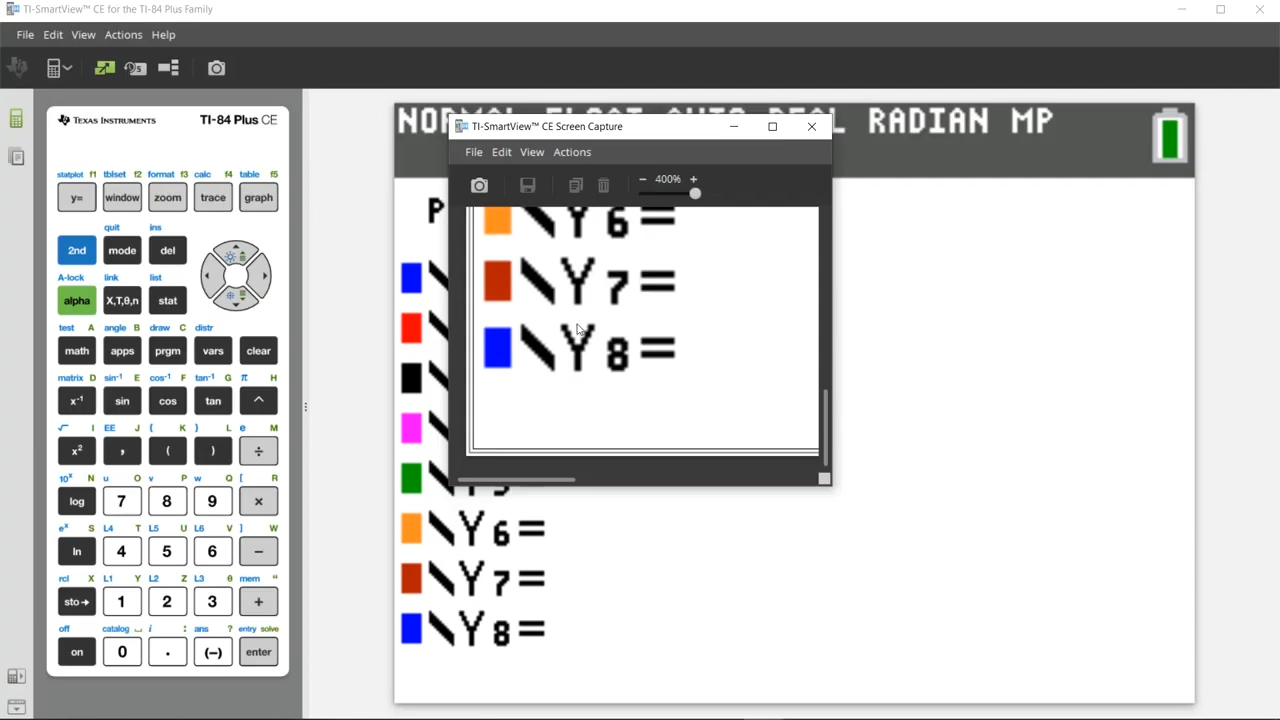 TI-SmartView™ CE for the TI-84 Plus Family
File Edit View Actions Help
TEXAS INSTRUMENTS TI-84 Plus CE
statplot f1 tblset f2 format f3 calc f4 table f5
y= window zoom trace graph
quit ins
2nd mode del
A-lock link list
alpha X,T,θ,n stat
test A angle B draw C distr
math apps prgm vars clear
matrix D sin⁻¹ E cos⁻¹ F tan⁻¹ G π H
x⁻¹ sin cos tan ^
√ I EE J { K } L e M
x² , ( ) ÷
10ˣ N u O v P w Q [ R
log 7 8 9 ×
eˣ S L4 T L5 U L6 V ] W
ln 4 5 6 −
rcl X L1 Y L2 Z L3 θ mem "
sto→ 1 2 3 +
off catalog i : ans ? entry solve
on 0 . (−) enter
RADIAN MP
P
Y6=
Y7=
Y8=
TI-SmartView™ CE Screen Capture
File Edit View Actions
− 400% +
Y6=
Y7=
Y8=